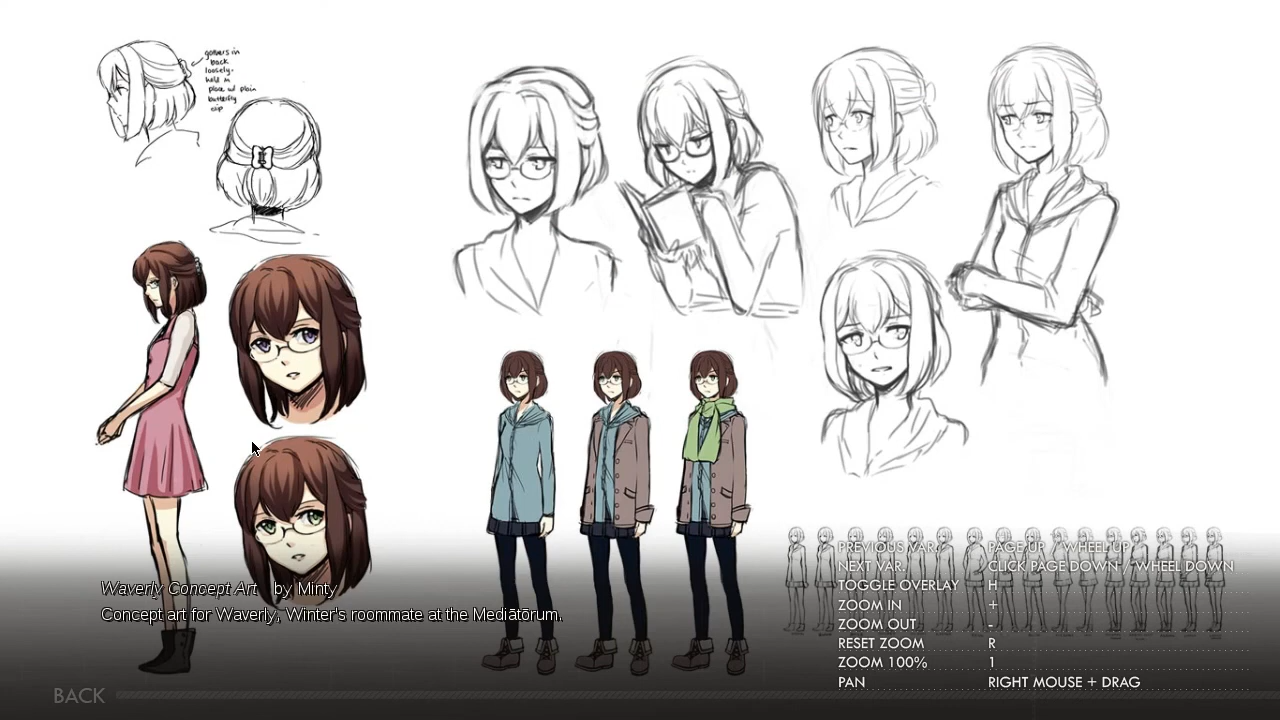 gathers in
back
loosely,
held in
place w/ plain
butterfly
clip
Waverly Concept Art by Minty
Concept art for Waverly, Winter's roommate at the Mediātōrum.
PREVIOUS VAR. PAGE UP / WHEEL UP
NEXT VAR. CLICK PAGE DOWN / WHEEL DOWN
TOGGLE OVERLAY H
ZOOM IN +
ZOOM OUT -
RESET ZOOM R
ZOOM 100% 1
PAN RIGHT MOUSE + DRAG
BACK